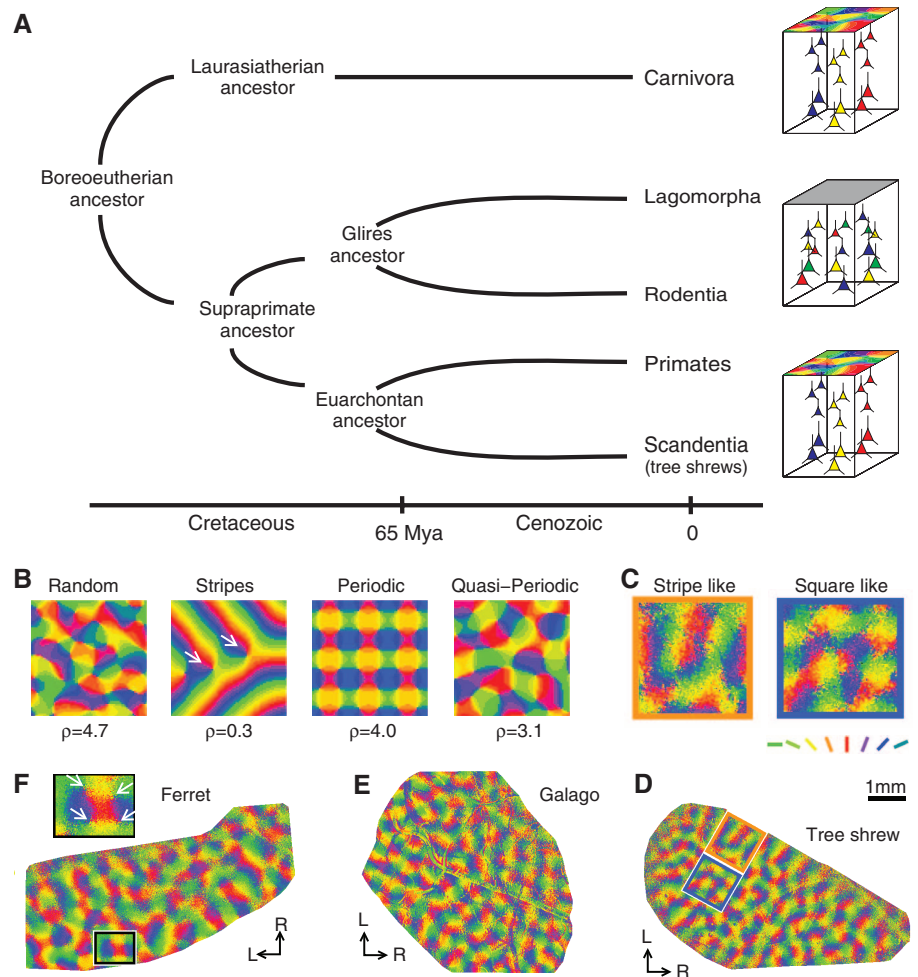 A
Laurasiatherian
ancestor
Carnivora
Boreoeutherian
ancestor
Lagomorpha
Glires
ancestor
Rodentia
Supraprimate
ancestor
Primates
Euarchontan
ancestor
Scandentia
(tree shrews)
Cretaceous
65 Mya
Cenozoic
0
B
Random
Stripes
Periodic
Quasi–Periodic
ρ=4.7
ρ=0.3
ρ=4.0
ρ=3.1
C
Stripe like
Square like
F
Ferret
R
L
E
Galago
L
R
D
1mm
Tree shrew
L
R